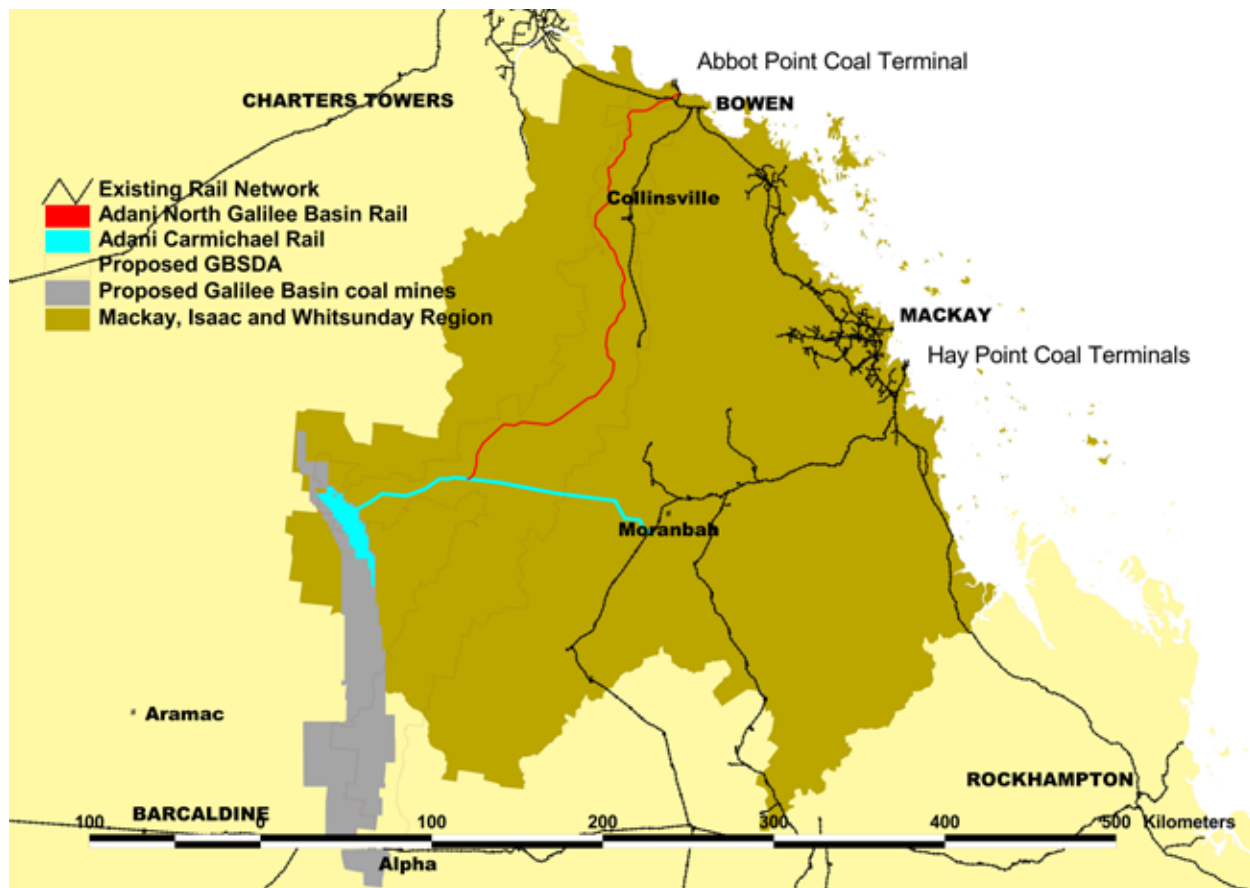 Abbot Point Coal Terminal
CHARTERS TOWERS
BOWEN
Existing Rail Network
Adani North Galilee Basin Rail
Adani Carmichael Rail
Proposed GBSDA
Proposed Galilee Basin coal mines
Mackay, Isaac and Whitsunday Region
Collinsville
MACKAY
Hay Point Coal Terminals
Moranbah
Aramac
ROCKHAMPTON
BARCALDINE
100 0 100 200 300 400 500 Kilometers
Alpha